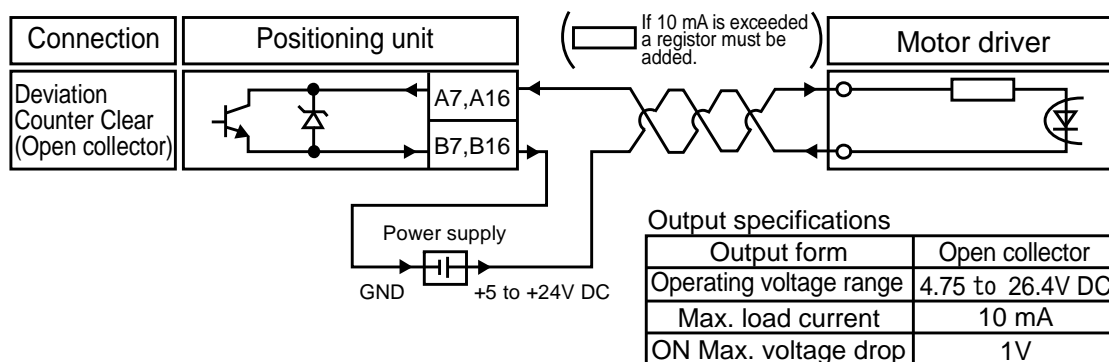 If 10 mA is exceeded
a registor must be
added.
Connection
Positioning unit
Motor driver
Deviation
Counter Clear
(Open collector)
A7,A16
B7,B16
Power supply
GND
+5 to +24V DC
Output specifications
Output form Open collector
Operating voltage range 4.75 to 26.4V DC
Max. load current 10 mA
ON Max. voltage drop 1V